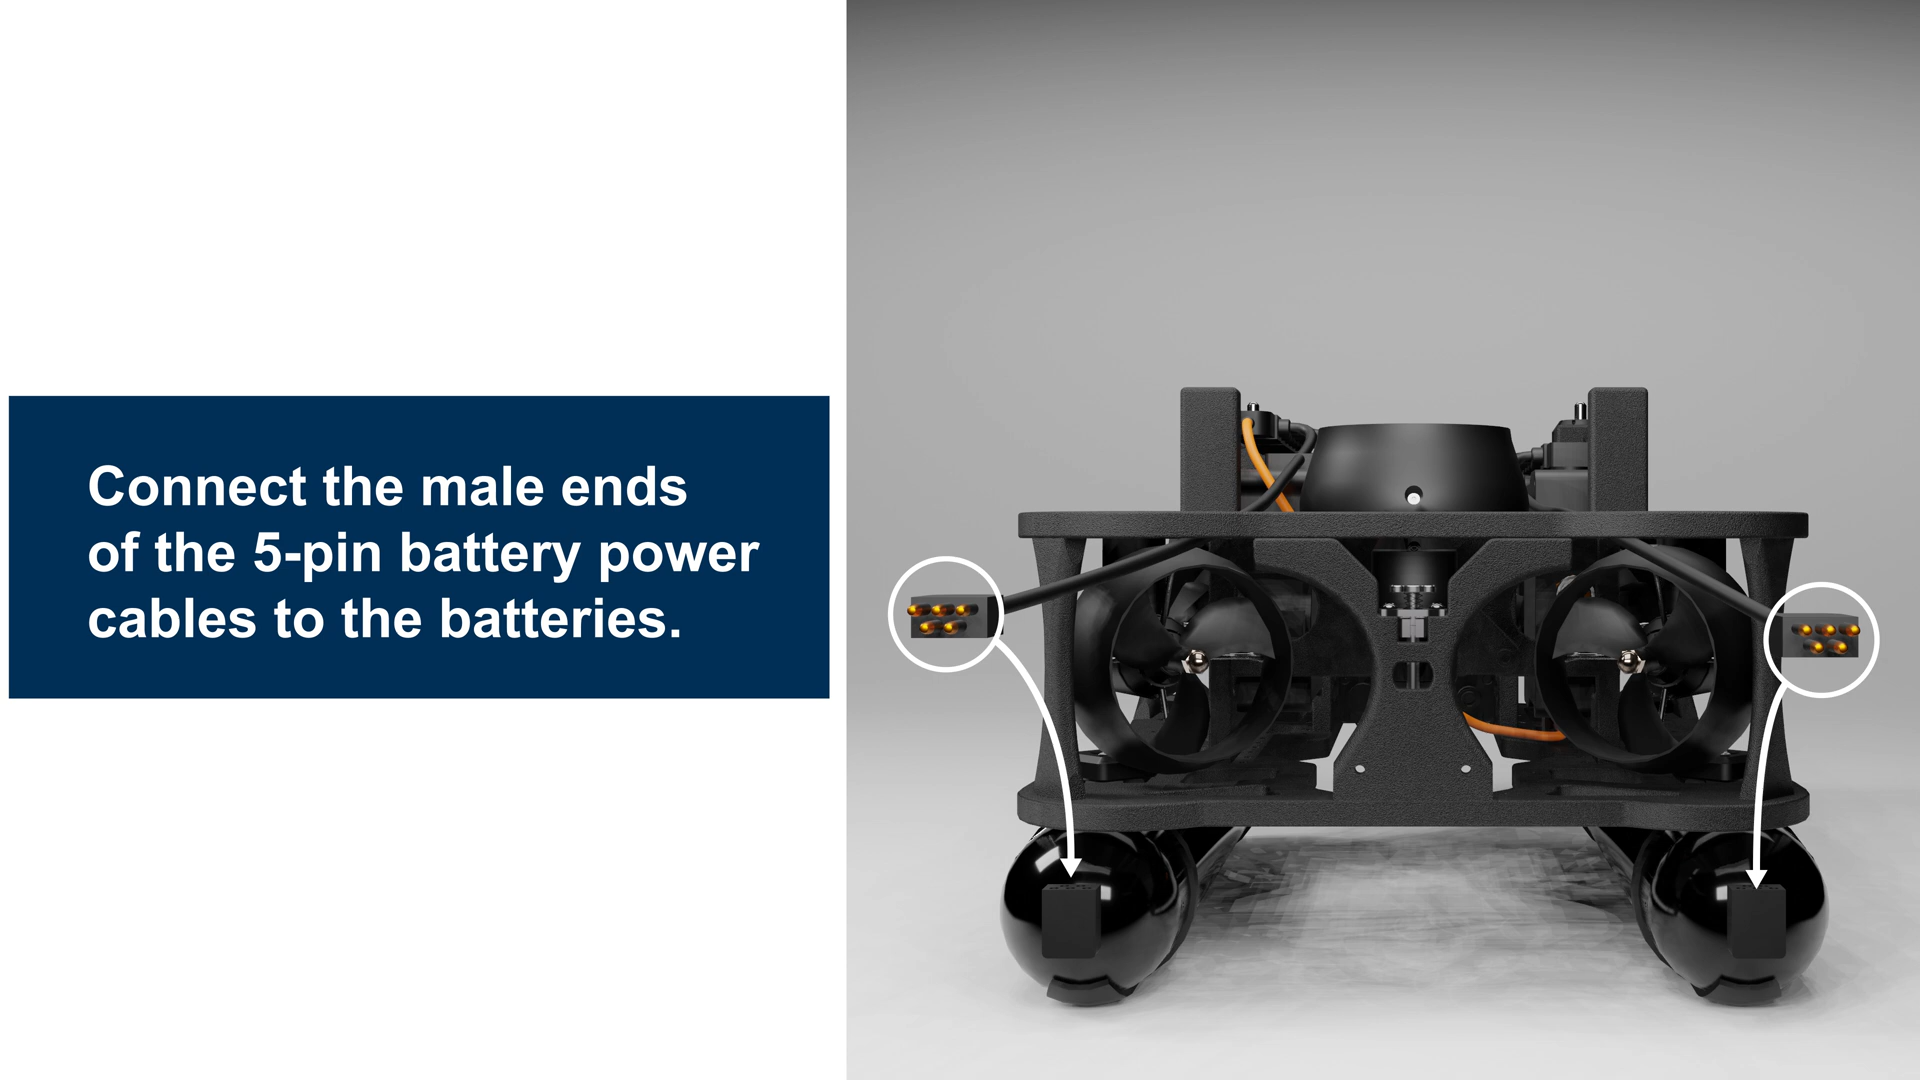 Connect the male ends
of the 5-pin battery power
cables to the batteries.